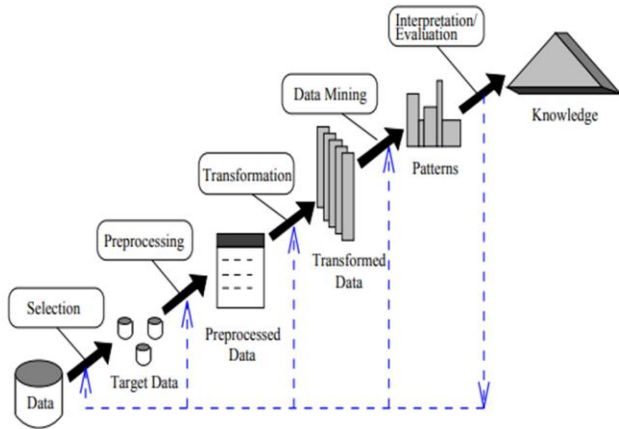 Interpretation/
Evaluation
Data Mining
Knowledge
Transformation
Patterns
Preprocessing
Transformed
Data
Selection
Preprocessed
Data
Target Data
Data